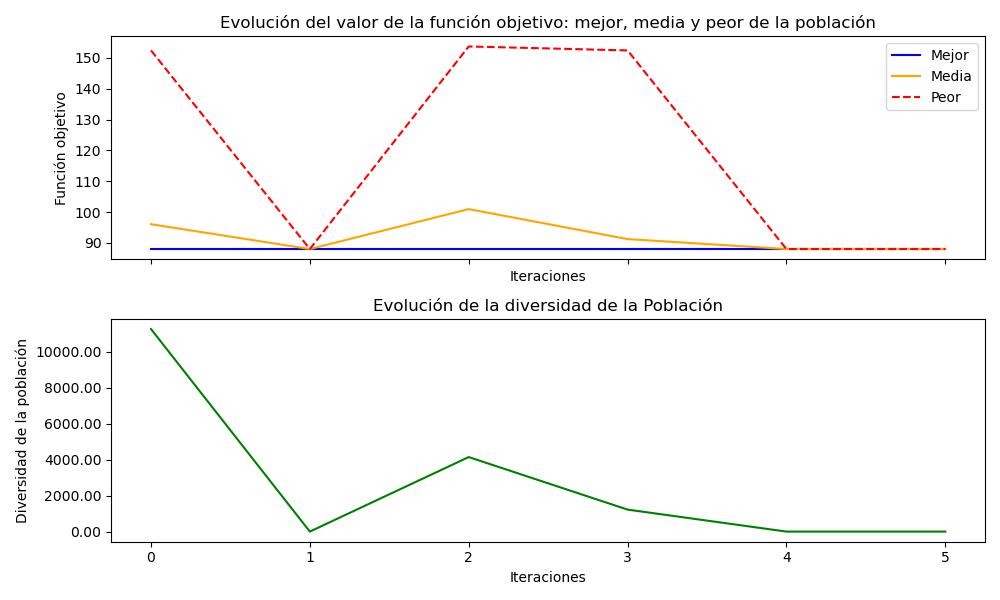 Evolución del valor de la función objetivo: mejor, media y peor de la población
Función objetivo
150
140
130
120
110
100
90
Mejor
Media
Peor
Iteraciones
Evolución de la diversidad de la Población
Diversidad de la población
10000.00
8000.00
6000.00
4000.00
2000.00
0.00
0 1 2 3 4 5
Iteraciones